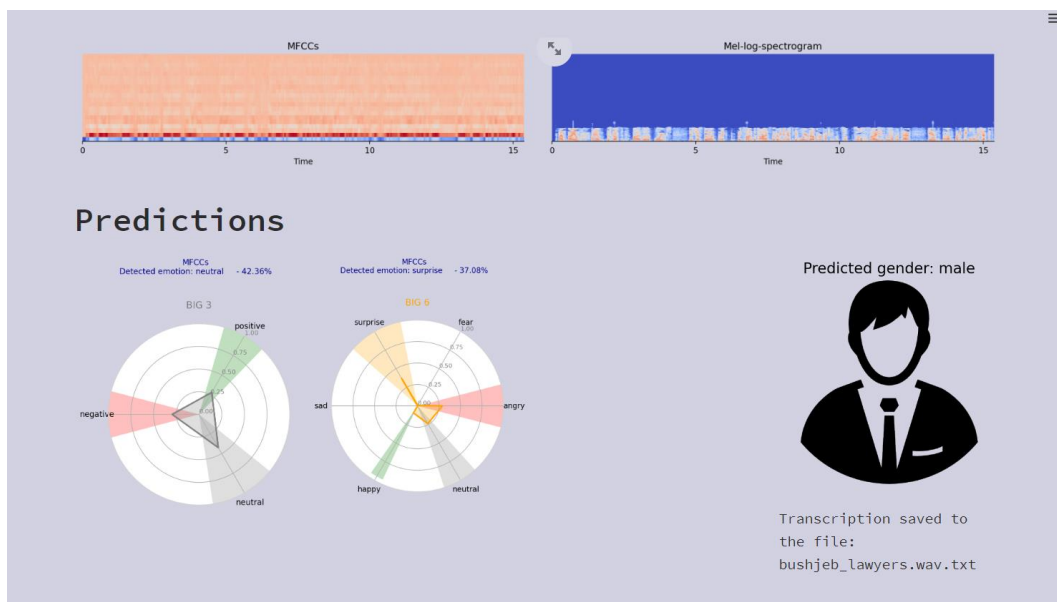 MFCCs
0 5 10 15
Time
Mel-log-spectrogram
0 5 10 15
Time
Predictions
MFCCs
Detected emotion: neutral - 42.36%
BIG 3
positive
1.00
0.75
0.50
0.25
0.00
negative
neutral
MFCCs
Detected emotion: surprise - 37.08%
BIG 6
surprise
fear
1.00
0.75
0.50
0.25
0.00
sad
angry
happy
neutral
Predicted gender: male
Transcription saved to
the file:
bushjeb_lawyers.wav.txt